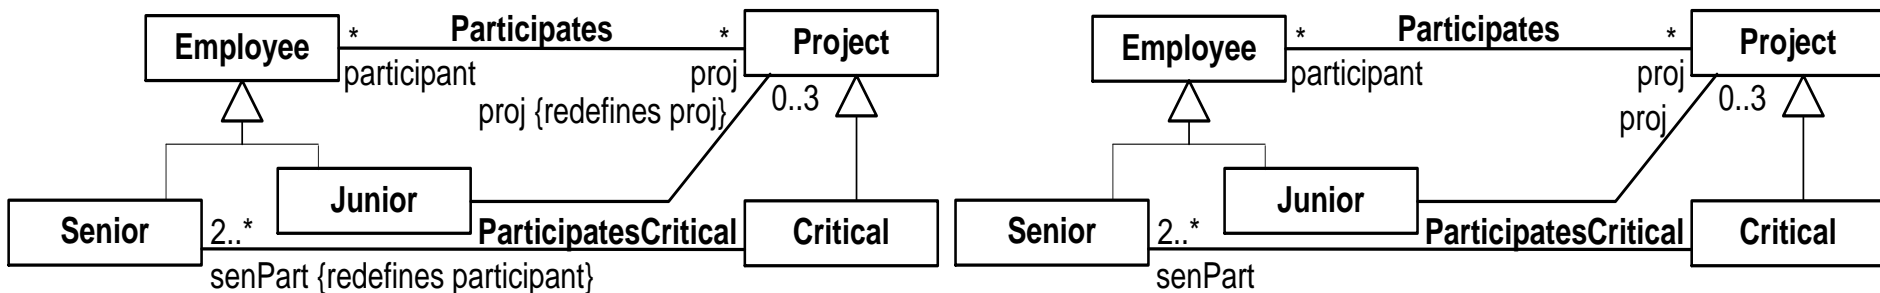 Employee * Participates * Project
participant proj
proj {redefines proj} 0..3
Junior
Senior 2..* ParticipatesCritical Critical
senPart {redefines participant}
Employee * Participates * Project
participant proj
proj 0..3
Junior
Senior 2..* ParticipatesCritical Critical
senPart